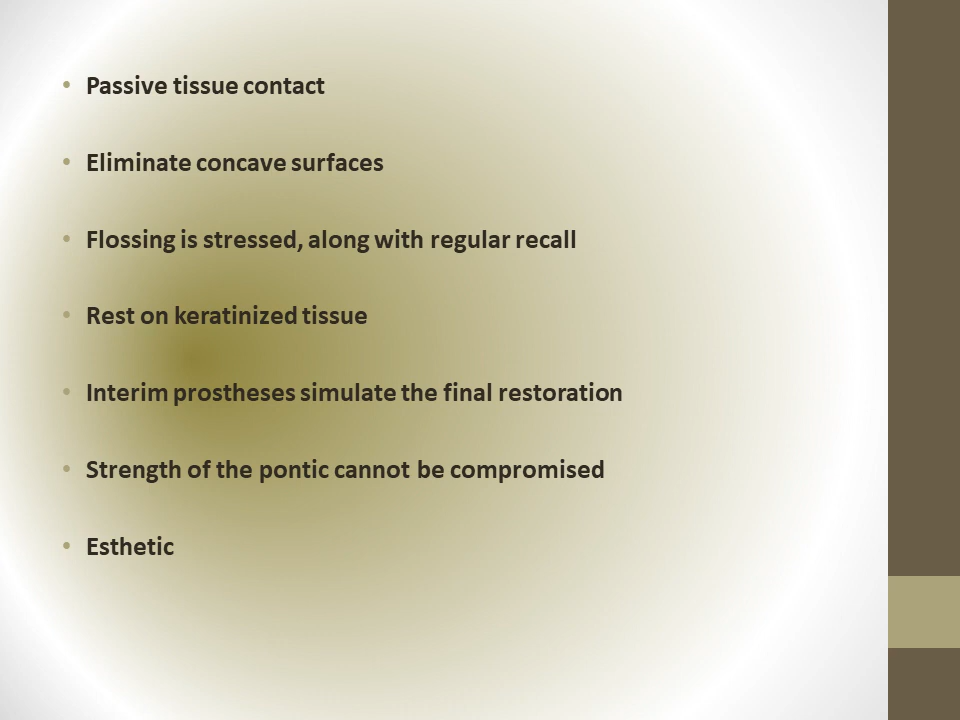 • Passive tissue contact
• Eliminate concave surfaces
• Flossing is stressed, along with regular recall
• Rest on keratinized tissue
• Interim prostheses simulate the final restoration
• Strength of the pontic cannot be compromised
• Esthetic